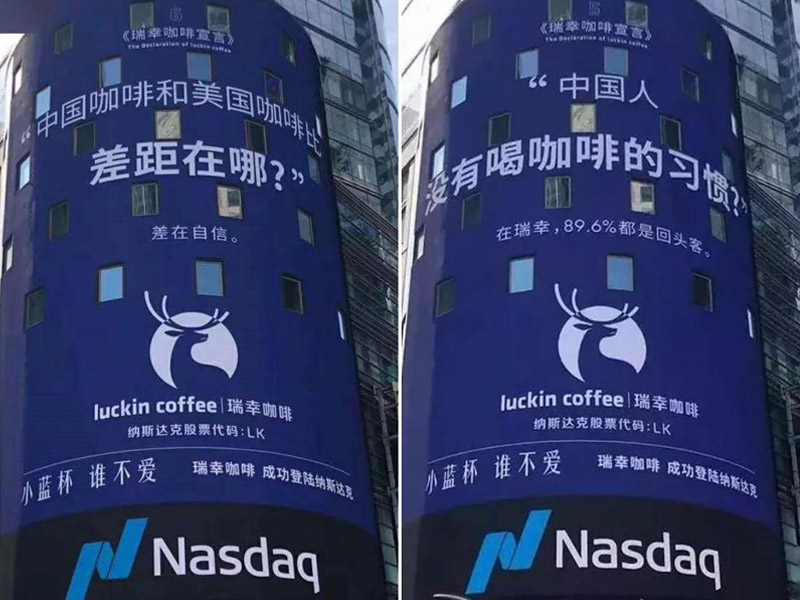 6
《瑞幸咖啡宣言》
The Declaration of luckin coffee
“中国咖啡和美国咖啡比
差距在哪？”
差在自信。
luckin coffee | 瑞幸咖啡
纳斯达克股票代码：LK
小蓝杯 谁不爱 瑞幸咖啡 成功登陆纳斯达克
Nasdaq
5
《瑞幸咖啡宣言》
The Declaration of luckin coffee
“中国人
没有喝咖啡的习惯？”
在瑞幸，89.6%都是回头客。
luckin coffee | 瑞幸咖啡
纳斯达克股票代码：LK
小蓝杯 谁不爱 瑞幸咖啡 成功登陆纳斯达克
Nasdaq